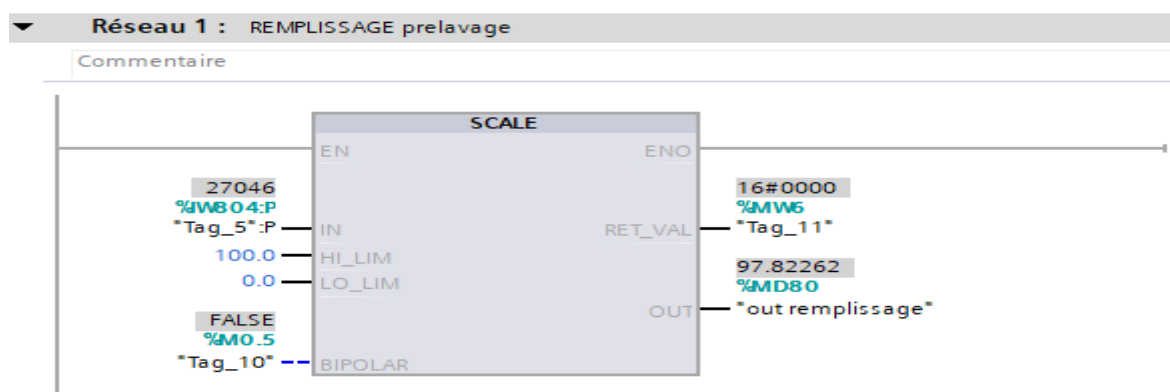 Réseau 1 : REMPLISSAGE prelavage
Commentaire
SCALE
EN ENO
27046 16#0000
%IW804:P %MW6
"Tag_5":P IN RET_VAL "Tag_11"
100.0 HI_LIM 97.82262
0.0 LO_LIM %MD80
OUT "out remplissage"
FALSE
%M0.5
"Tag_10" BIPOLAR